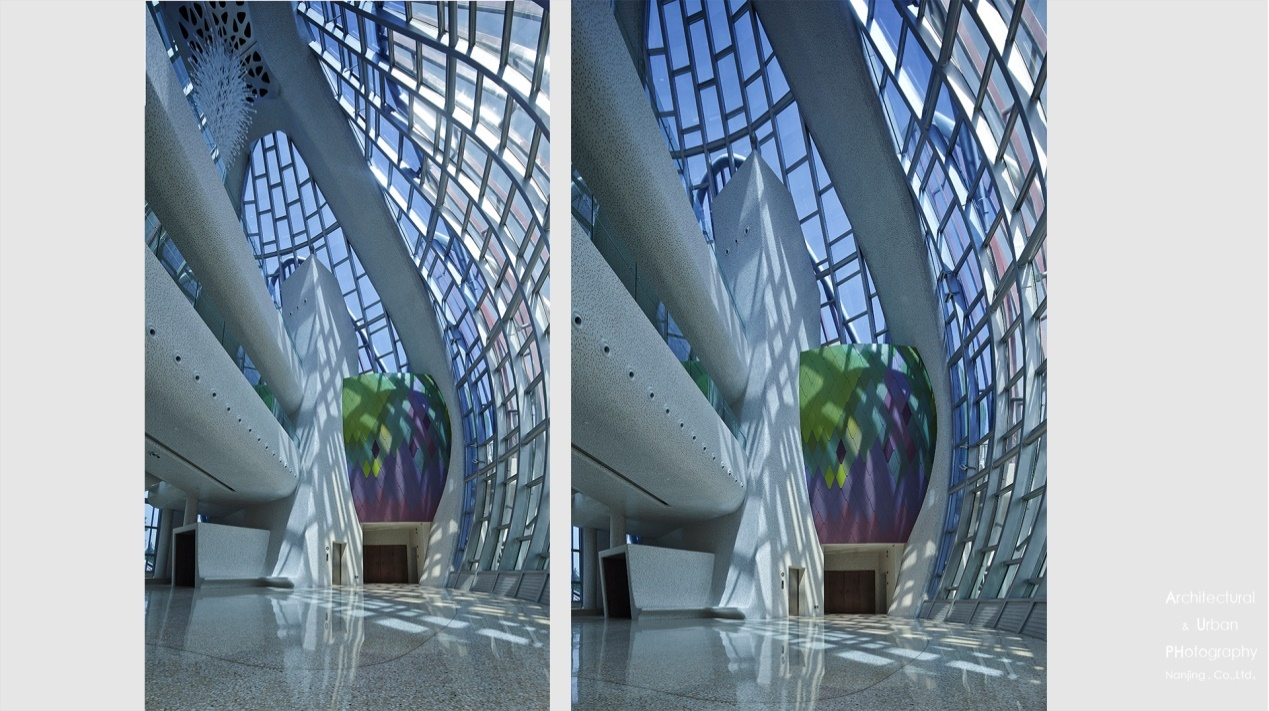 Architectural
& Urban
PHotography
Nanjing . Co.,Ltd.